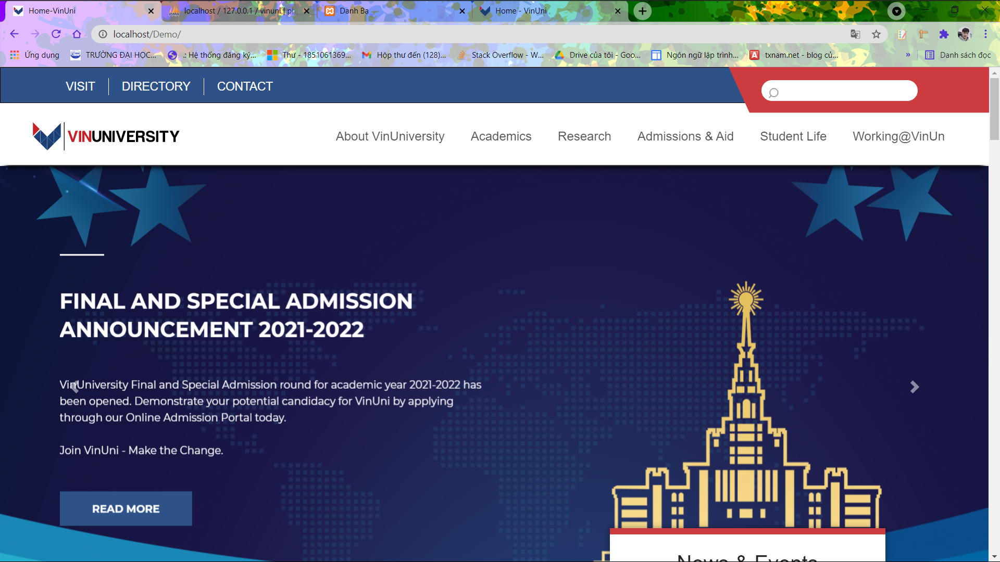 Home-VinUni
localhost / 127.0.0.1 / vinuni | ph
Danh Ba
Home - VinUni
localhost/Demo/
Ứng dụng
TRƯỜNG ĐẠI HỌC...
.: Hệ thống đăng ký...
Thư - 1851061369...
Hộp thư đến (128)...
Stack Overflow - W...
Drive của tôi - Goo...
Ngôn ngữ lập trình...
txnam.net - blog củ...
»
Danh sách đọc
VISIT
DIRECTORY
CONTACT
VINUNIVERSITY
About VinUniversity
Academics
Research
Admissions & Aid
Student Life
Working@VinUn
FINAL AND SPECIAL ADMISSION
ANNOUNCEMENT 2021-2022
VinUniversity Final and Special Admission round for academic year 2021-2022 has
been opened. Demonstrate your potential candidacy for VinUni by applying
through our Online Admission Portal today.
Join VinUni - Make the Change.
READ MORE
News & Events